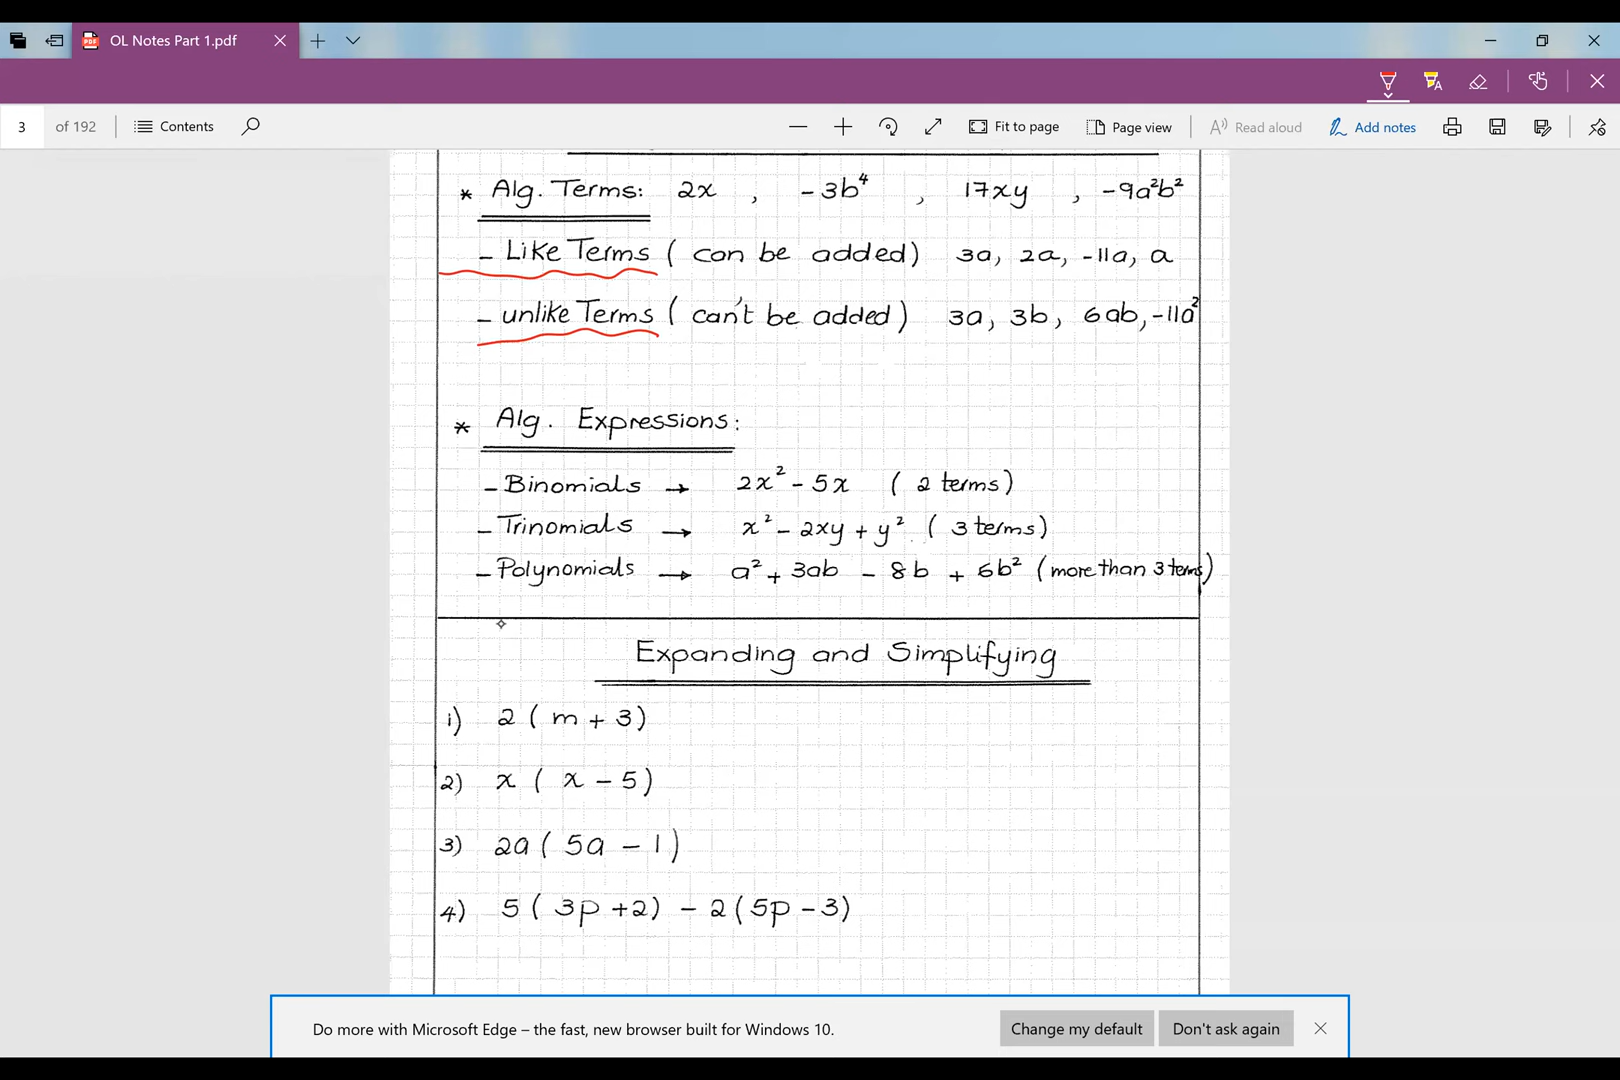 OL Notes Part 1.pdf
3 of 192 Contents Fit to page Page view Read aloud Add notes
* Alg. Terms: 2x , -3b⁴ , 17xy , -9a²b²
- Like Terms ( can be added) 3a, 2a, -11a, a
- unlike Terms ( can't be added) 3a, 3b, 6ab, -11a²
* Alg. Expressions:
- Binomials → 2x² - 5x ( 2 terms)
- Trinomials → x² - 2xy + y² ( 3 terms)
- Polynomials → a² + 3ab - 8b + 6b² (more than 3 terms)
Expanding and Simplifying
1) 2 ( m + 3)
2) x ( x - 5)
3) 2a ( 5a - 1)
4) 5 ( 3p +2) - 2 (5p - 3)
Do more with Microsoft Edge – the fast, new browser built for Windows 10. Change my default Don't ask again